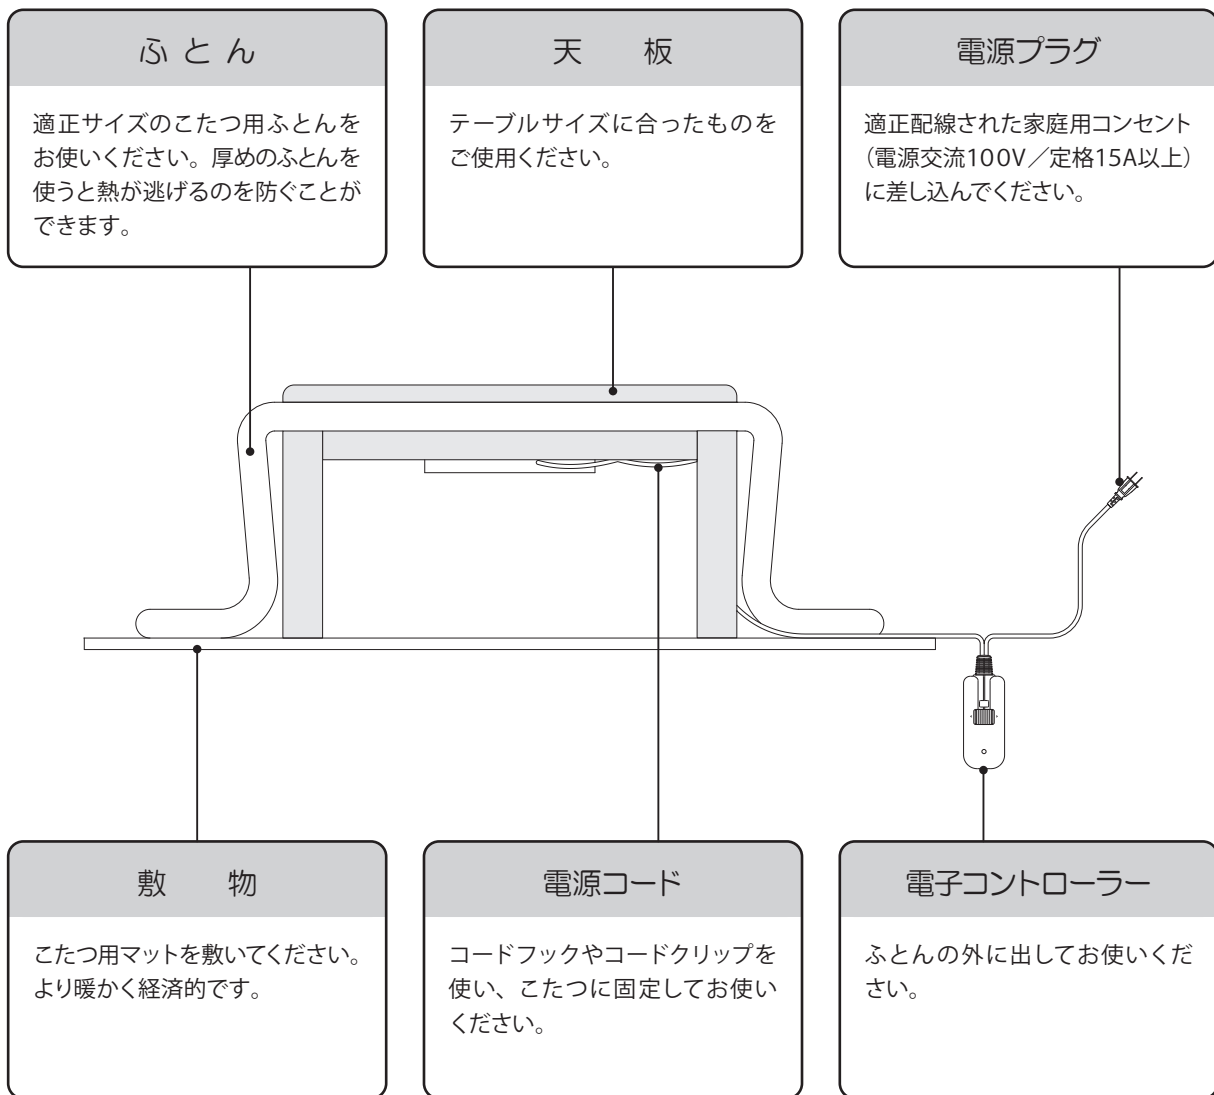 ふとん
適正サイズのこたつ用ふとんを
お使いください。厚めのふとんを
使うと熱が逃げるのを防ぐことが
できます。
天　板
テーブルサイズに合ったものを
ご使用ください。
電源プラグ
適正配線された家庭用コンセント
（電源交流100V／定格15A以上）
に差し込んでください。
敷　物
こたつ用マットを敷いてください。
より暖かく経済的です。
電源コード
コードフックやコードクリップを
使い、こたつに固定してお使い
ください。
電子コントローラー
ふとんの外に出してお使いくだ
さい。